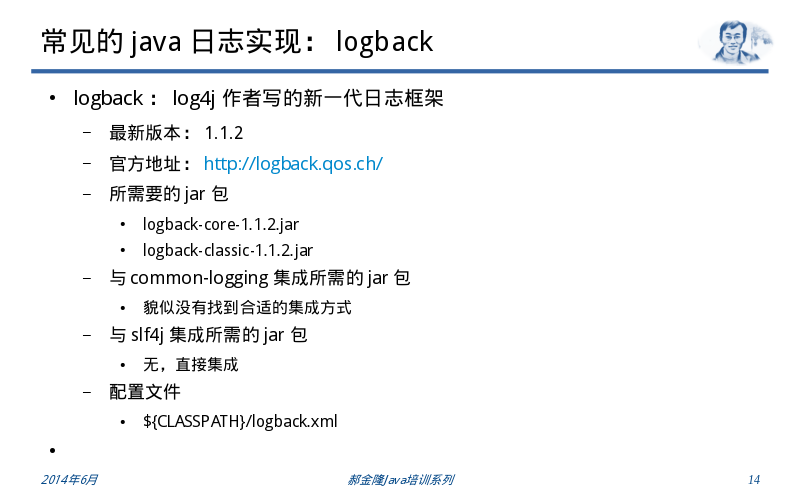 常见的 java 日志实现： logback
• logback ： log4j 作者写的新一代日志框架
– 最新版本： 1.1.2
– 官方地址： http://logback.qos.ch/
– 所需要的 jar 包
• logback-core-1.1.2.jar
• logback-classic-1.1.2.jar
– 与 common-logging 集成所需的 jar 包
• 貌似没有找到合适的集成方式
– 与 slf4j 集成所需的 jar 包
• 无，直接集成
– 配置文件
• ${CLASSPATH}/logback.xml
•
2014年6月
郝金隆Java培训系列
14